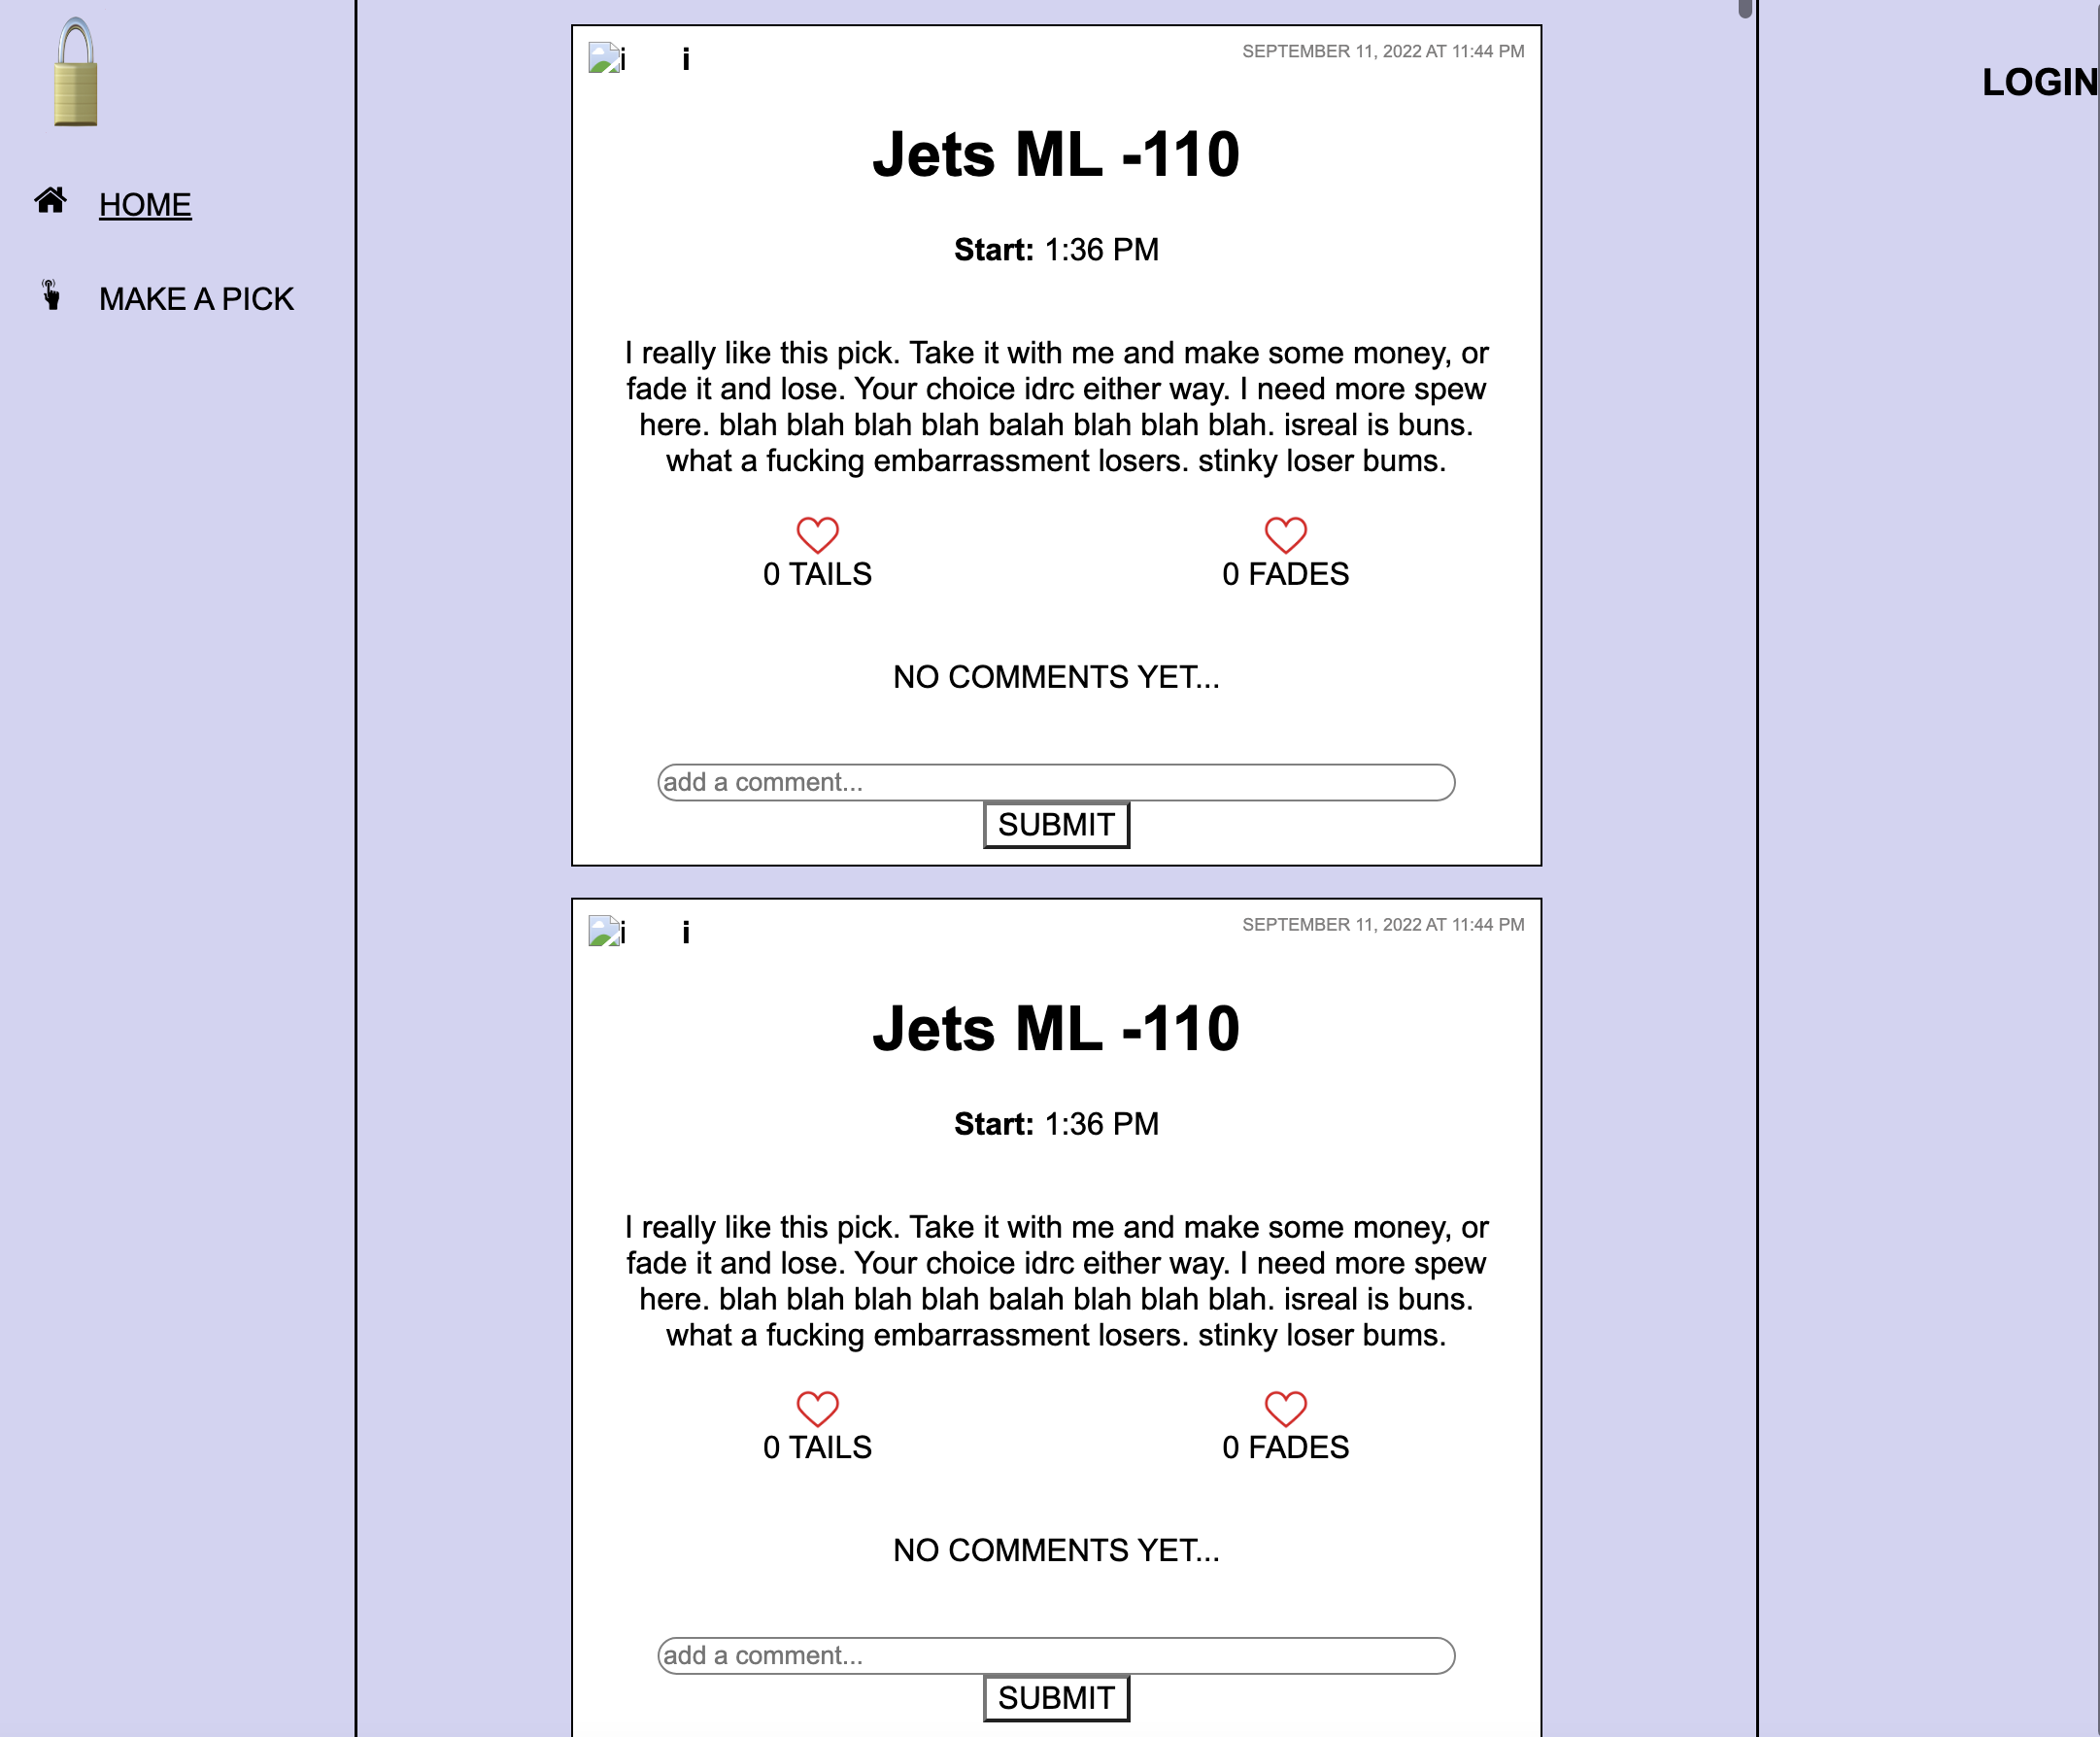 HOME
MAKE A PICK
i
i
SEPTEMBER 11, 2022 AT 11:44 PM
Jets ML -110
Start: 1:36 PM
I really like this pick. Take it with me and make some money, or
fade it and lose. Your choice idrc either way. I need more spew
here. blah blah blah blah balah blah blah blah. isreal is buns.
what a fucking embarrassment losers. stinky loser bums.
0 TAILS
0 FADES
NO COMMENTS YET...
add a comment...
SUBMIT
i
i
SEPTEMBER 11, 2022 AT 11:44 PM
Jets ML -110
Start: 1:36 PM
I really like this pick. Take it with me and make some money, or
fade it and lose. Your choice idrc either way. I need more spew
here. blah blah blah blah balah blah blah blah. isreal is buns.
what a fucking embarrassment losers. stinky loser bums.
0 TAILS
0 FADES
NO COMMENTS YET...
add a comment...
SUBMIT
LOGIN